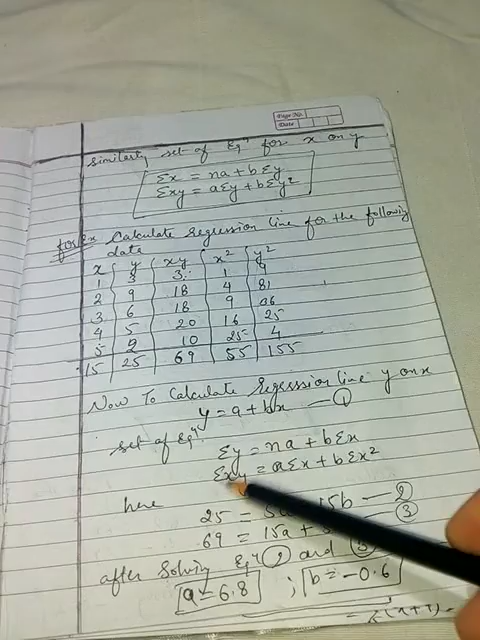 Page No.
Date
Similarly set of Eqn for x on y
Σx = na + bΣy
Σxy = aΣy + bΣy²
for Ex Calculate regression line for the following
data
x y xy x² y²
1 3 3 1 9
2 9 18 4 81
3 6 18 9 36
4 5 20 16 25
5 2 10 25 4
15 25 69 55 155
Now To Calculate Regression line y on x
y = a + bx — ①
set of Eqn
Σy = na + bΣx
Σxy = aΣx + bΣx²
here
25 = 5a 15b — ②
69 = 15a + ③
after Solving Eqn ② and ③
a = 6.8 ; b = -0.6